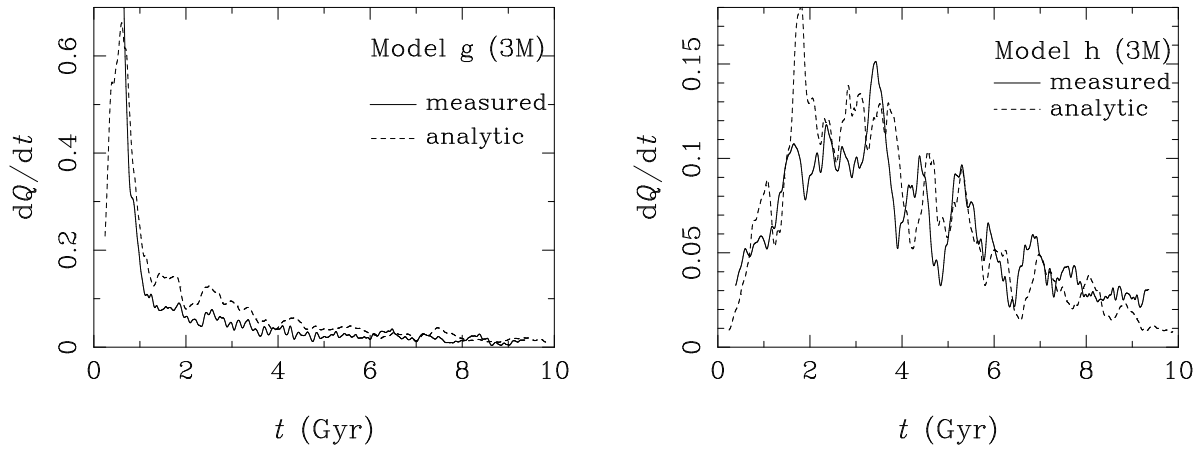 Model g (3M)
measured
analytic
dQ/dt
0
0.2
0.4
0.6
0 2 4 6 8 10
t (Gyr)
Model h (3M)
measured
analytic
dQ/dt
0
0.05
0.1
0.15
0 2 4 6 8 10
t (Gyr)